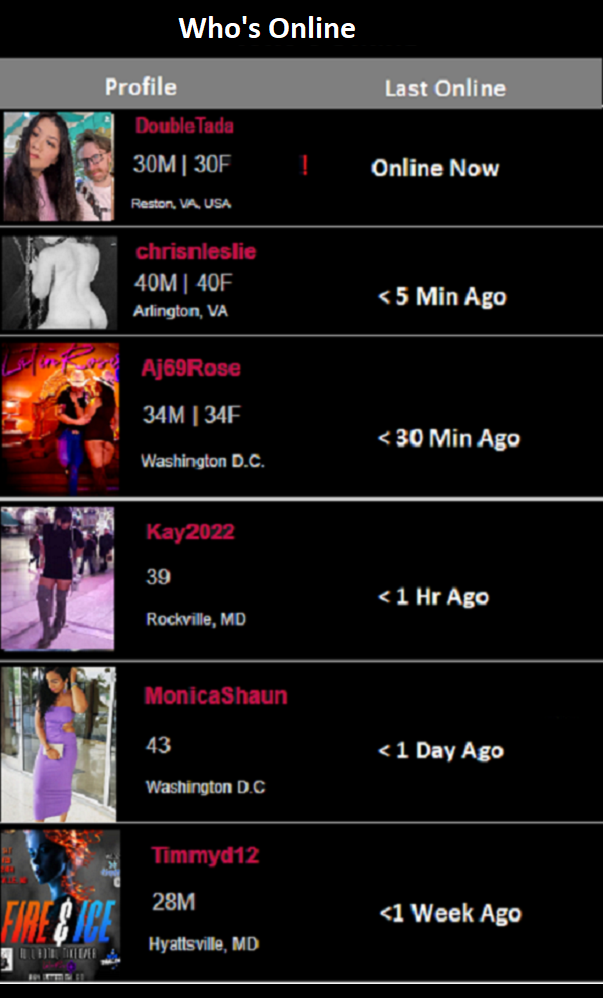 Who's Online
Profile Last Online
DoubleTada
30M | 30F ! Online Now
Reston, VA, USA
chrisnleslie
40M | 40F
< 5 Min Ago
Arlington, VA
Latin Rose
Aj69Rose
34M | 34F
< 30 Min Ago
Washington D.C.
Kay2022
39
< 1 Hr Ago
Rockville, MD
MonicaShaun
43
< 1 Day Ago
Washington D.C
Timmyd12
28M
<1 Week Ago
Hyattsville, MD
FIRE & ICE